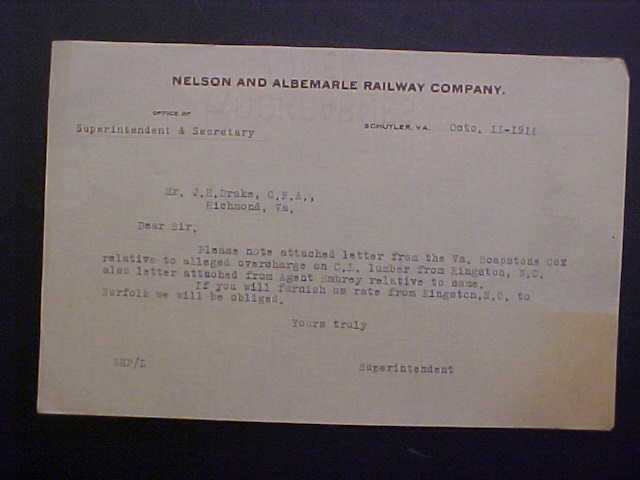 NELSON AND ALBEMARLE RAILWAY COMPANY.
OFFICE OF
Superintendent & Secretary
SCHUYLER, VA. Octo. 11-1911
Mr. J.H.Drake, C.F.A.,
Richmond, Va.
Dear Sir,
Please note attached letter from the Va. Soapstone Co
relative to alleged overcharge on C.L. lumber from Kingston, N.C.
also letter attached from Agent Embrey relative to same.
If you will furnish us rate from Kingston,N.C. to
Norfolk we will be obliged.
Yours truly
/L
Superintendent